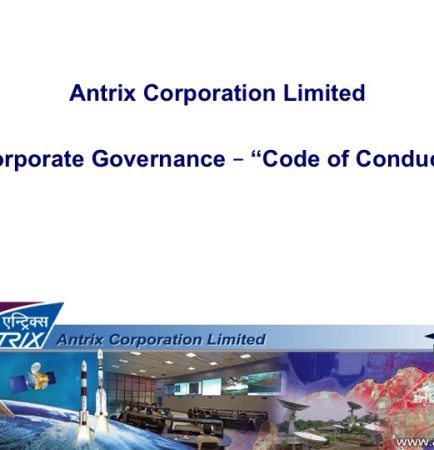 Antrix Corporation Limited
orporate Governance – “Code of Conduc
एन्ट्रिक्स
TRIX
Antrix Corporation Limited
www.a